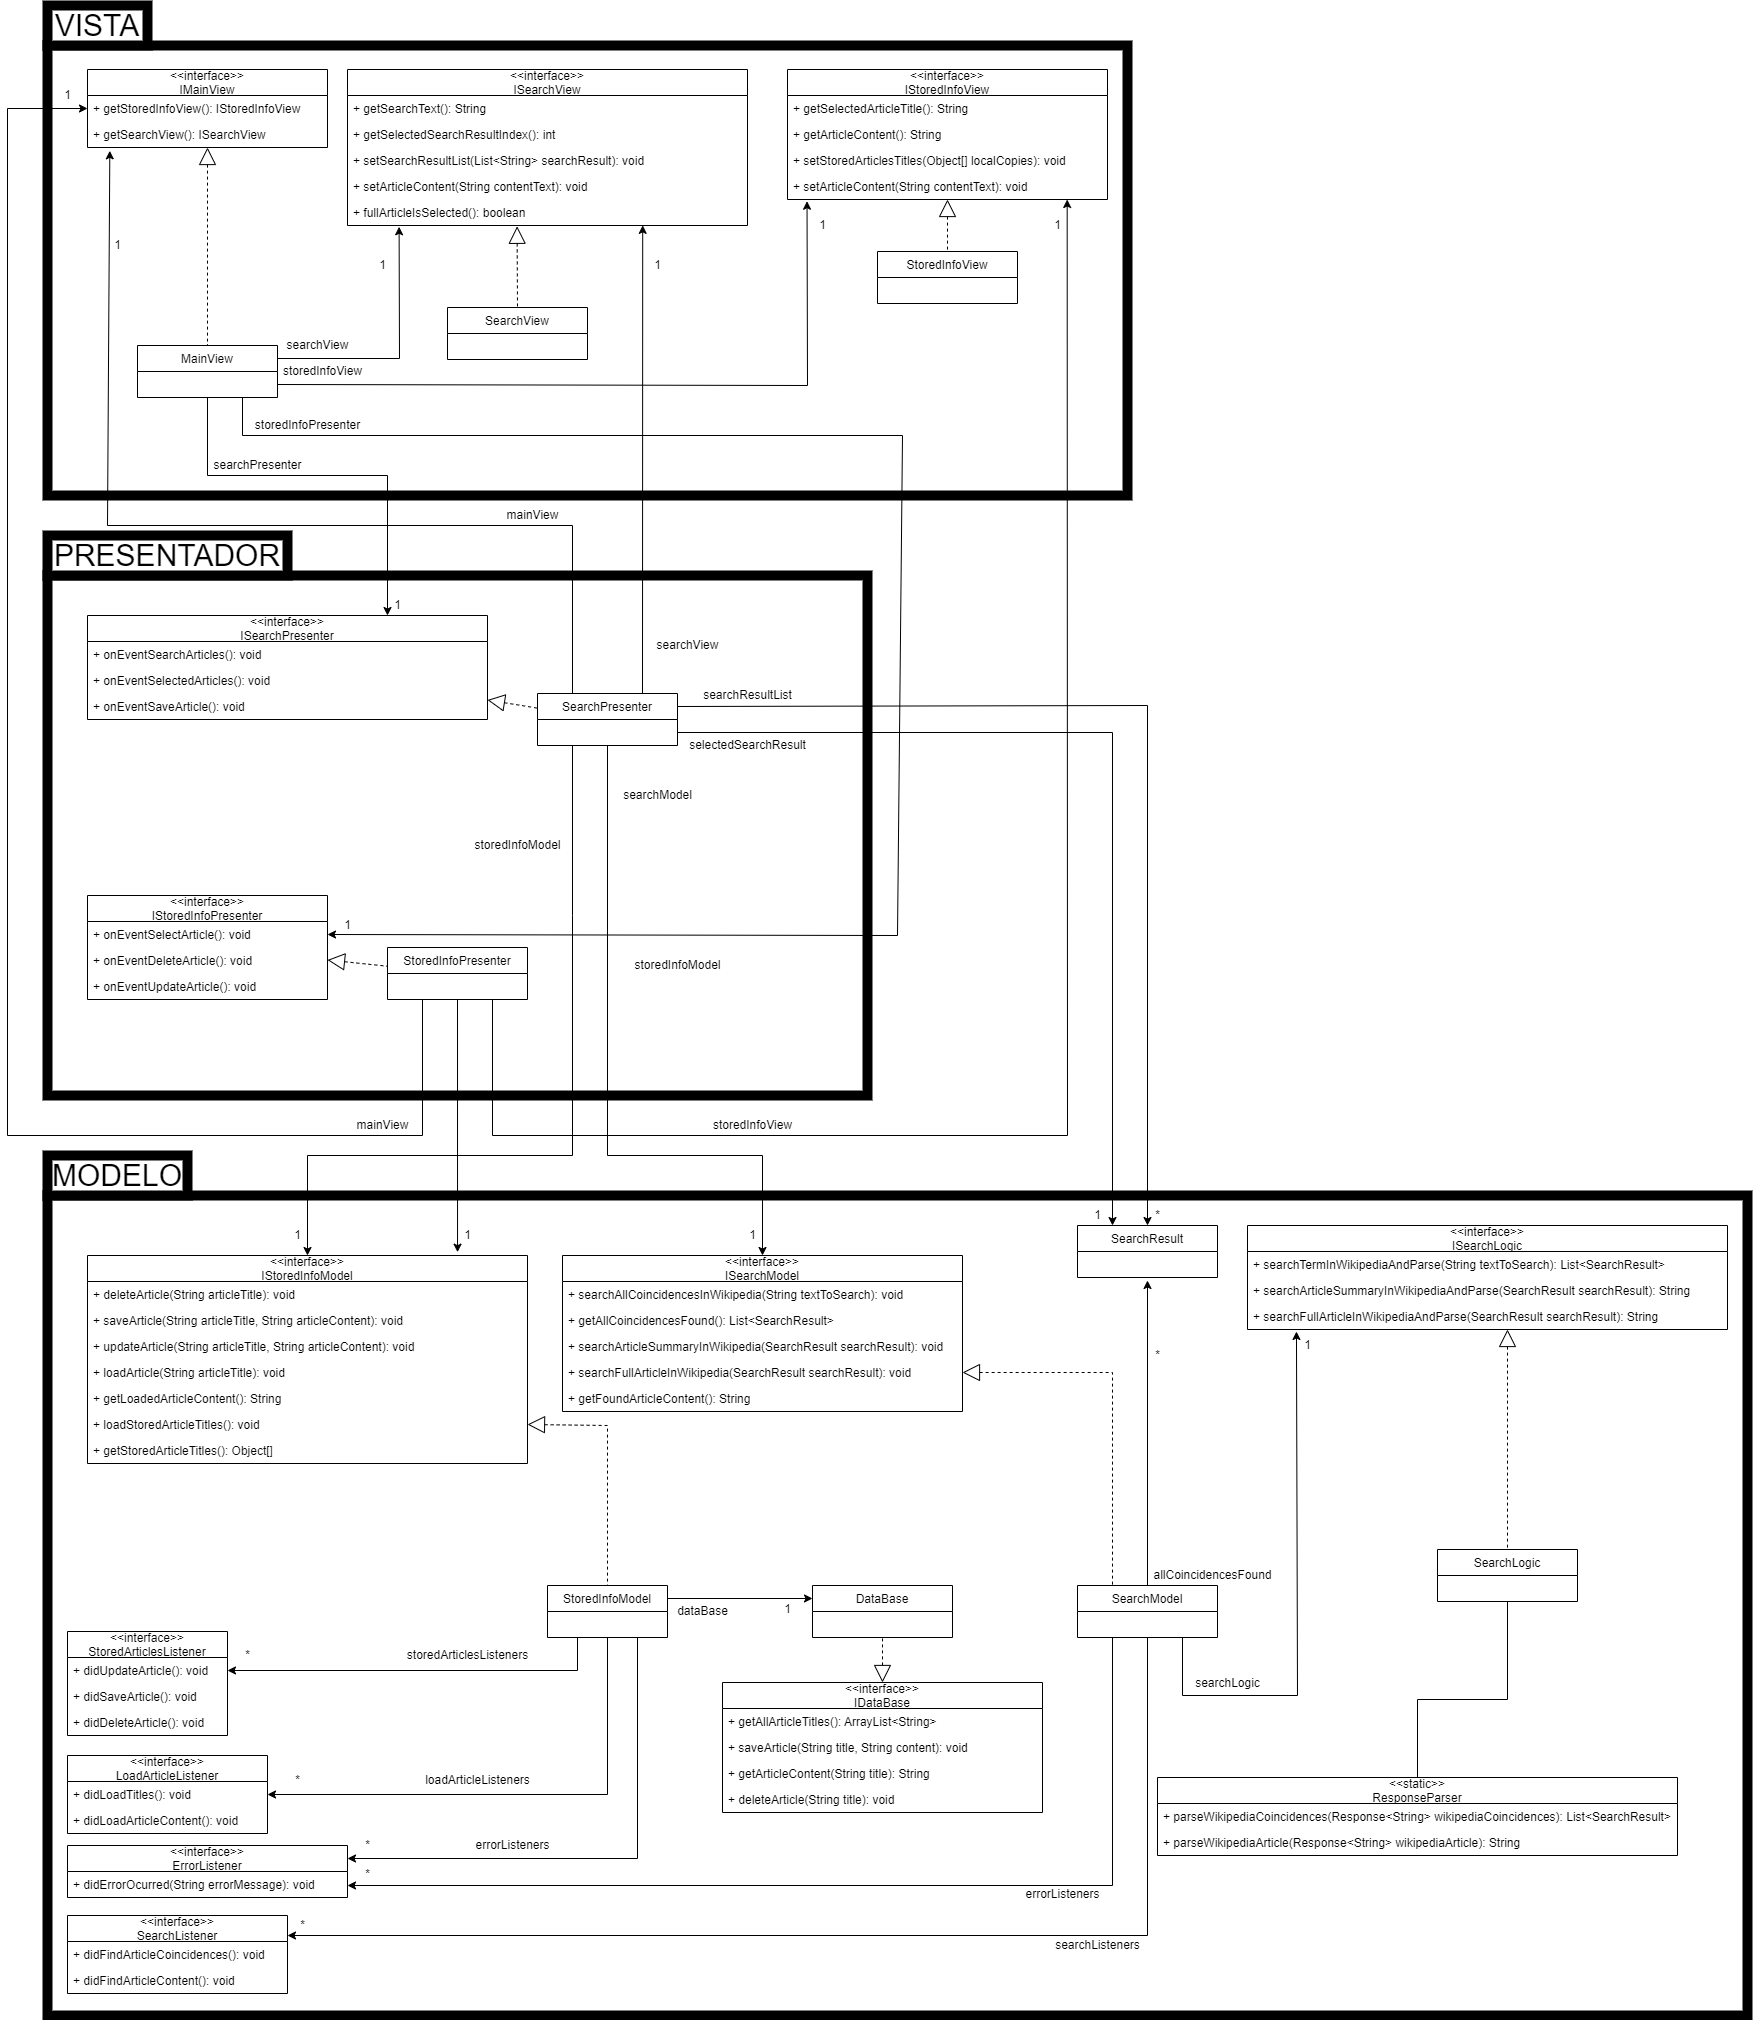 VISTA
<<interface>>
IMainView
+ getStoredInfoView(): IStoredInfoView
+ getSearchView(): ISearchView
<<interface>>
ISearchView
+ getSearchText(): String
+ getSelectedSearchResultIndex(): int
+ setSearchResultList(List<String> searchResult): void
+ setArticleContent(String contentText): void
+ fullArticleIsSelected(): boolean
<<interface>>
IStoredInfoView
+ getSelectedArticleTitle(): String
+ getArticleContent(): String
+ setStoredArticlesTitles(Object[] localCopies): void
+ setArticleContent(String contentText): void
1
1
1
1
1
1
StoredInfoView
SearchView
MainView
searchView
storedInfoView
storedInfoPresenter
searchPresenter
mainView
PRESENTADOR
1
<<interface>>
ISearchPresenter
+ onEventSearchArticles(): void
+ onEventSelectedArticles(): void
+ onEventSaveArticle(): void
searchView
SearchPresenter
searchResultList
selectedSearchResult
searchModel
storedInfoModel
<<interface>>
IStoredInfoPresenter
+ onEventSelectArticle(): void
+ onEventDeleteArticle(): void
+ onEventUpdateArticle(): void
1
StoredInfoPresenter
storedInfoModel
mainView
storedInfoView
MODELO
1
1
1
1
*
<<interface>>
IStoredInfoModel
+ deleteArticle(String articleTitle): void
+ saveArticle(String articleTitle, String articleContent): void
+ updateArticle(String articleTitle, String articleContent): void
+ loadArticle(String articleTitle): void
+ getLoadedArticleContent(): String
+ loadStoredArticleTitles(): void
+ getStoredArticleTitles(): Object[]
<<interface>>
ISearchModel
+ searchAllCoincidencesInWikipedia(String textToSearch): void
+ getAllCoincidencesFound(): List<SearchResult>
+ searchArticleSummaryInWikipedia(SearchResult searchResult): void
+ searchFullArticleInWikipedia(SearchResult searchResult): void
+ getFoundArticleContent(): String
SearchResult
<<interface>>
ISearchLogic
+ searchTermInWikipediaAndParse(String textToSearch): List<SearchResult>
+ searchArticleSummaryInWikipediaAndParse(SearchResult searchResult): String
+ searchFullArticleInWikipediaAndParse(SearchResult searchResult): String
*
1
SearchLogic
allCoincidencesFound
StoredInfoModel
dataBase
1
DataBase
SearchModel
searchLogic
<<interface>>
StoredArticlesListener
+ didUpdateArticle(): void
+ didSaveArticle(): void
+ didDeleteArticle(): void
*
storedArticlesListeners
<<interface>>
IDataBase
+ getAllArticleTitles(): ArrayList<String>
+ saveArticle(String title, String content): void
+ getArticleContent(String title): String
+ deleteArticle(String title): void
<<interface>>
LoadArticleListener
+ didLoadTitles(): void
+ didLoadArticleContent(): void
*
loadArticleListeners
<<static>>
ResponseParser
+ parseWikipediaCoincidences(Response<String> wikipediaCoincidences): List<SearchResult>
+ parseWikipediaArticle(Response<String> wikipediaArticle): String
<<interface>>
ErrorListener
+ didErrorOcurred(String errorMessage): void
*
errorListeners
*
errorListeners
<<interface>>
SearchListener
+ didFindArticleCoincidences(): void
+ didFindArticleContent(): void
*
searchListeners